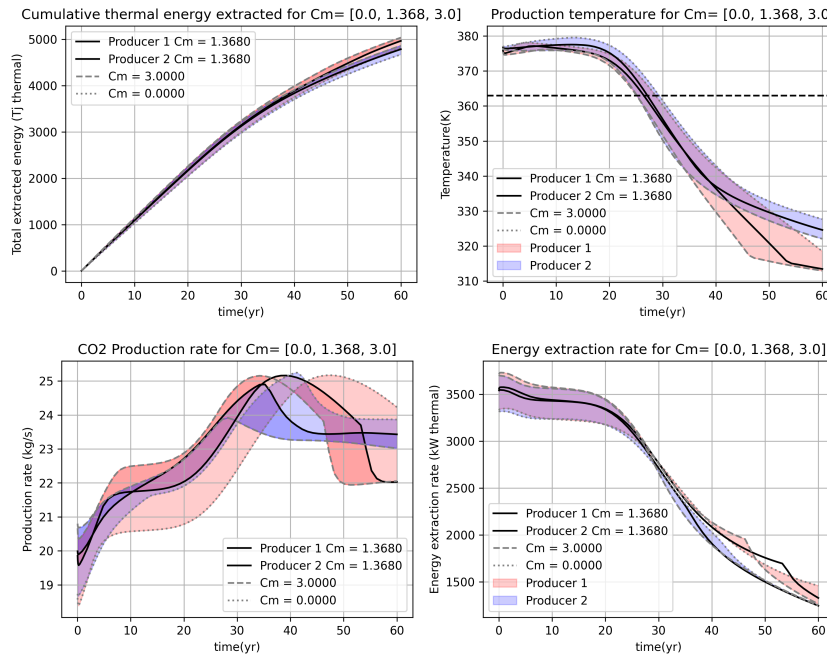 Cumulative thermal energy extracted for Cm= [0.0, 1.368, 3.0]
Total extracted energy (TJ thermal)
5000
4000
3000
2000
1000
0
Producer 1 Cm = 1.3680
Producer 2 Cm = 1.3680
Cm = 3.0000
Cm = 0.0000
0 10 20 30 40 50 60
time(yr)
Production temperature for Cm= [0.0, 1.368, 3.0
Temperature(K)
380
370
360
350
340
330
320
310
Producer 1 Cm = 1.3680
Producer 2 Cm = 1.3680
Cm = 3.0000
Cm = 0.0000
Producer 1
Producer 2
0 10 20 30 40 50 60
time(yr)
CO2 Production rate for Cm= [0.0, 1.368, 3.0]
Production rate (kg/s)
25
24
23
22
21
20
19
Producer 1 Cm = 1.3680
Producer 2 Cm = 1.3680
Cm = 3.0000
Cm = 0.0000
0 10 20 30 40 50 60
time(yr)
Energy extraction rate for Cm= [0.0, 1.368, 3.0]
Energy extraction rate (kW thermal)
3500
3000
2500
2000
1500
Producer 1 Cm = 1.3680
Producer 2 Cm = 1.3680
Cm = 3.0000
Cm = 0.0000
Producer 1
Producer 2
0 10 20 30 40 50 60
time(yr)